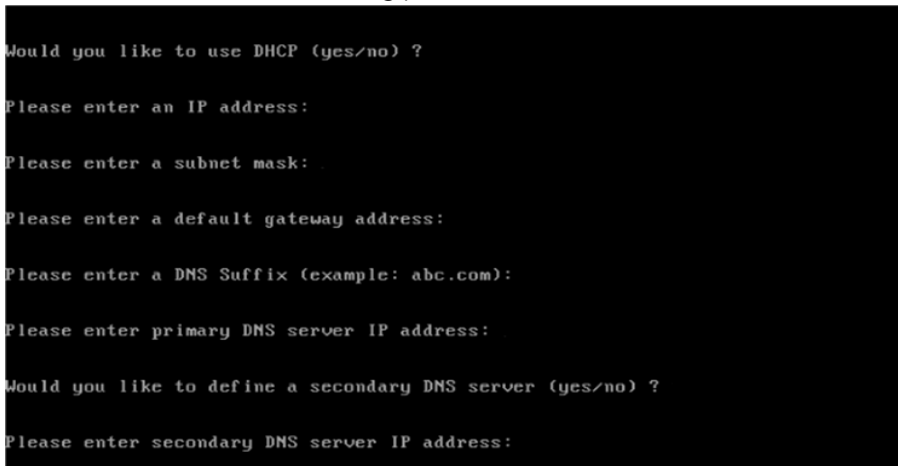 Would you like to use DHCP (yes/no) ?
Please enter an IP address:
Please enter a subnet mask:
Please enter a default gateway address:
Please enter a DNS Suffix (example: abc.com):
Please enter primary DNS server IP address:
Would you like to define a secondary DNS server (yes/no) ?
Please enter secondary DNS server IP address: